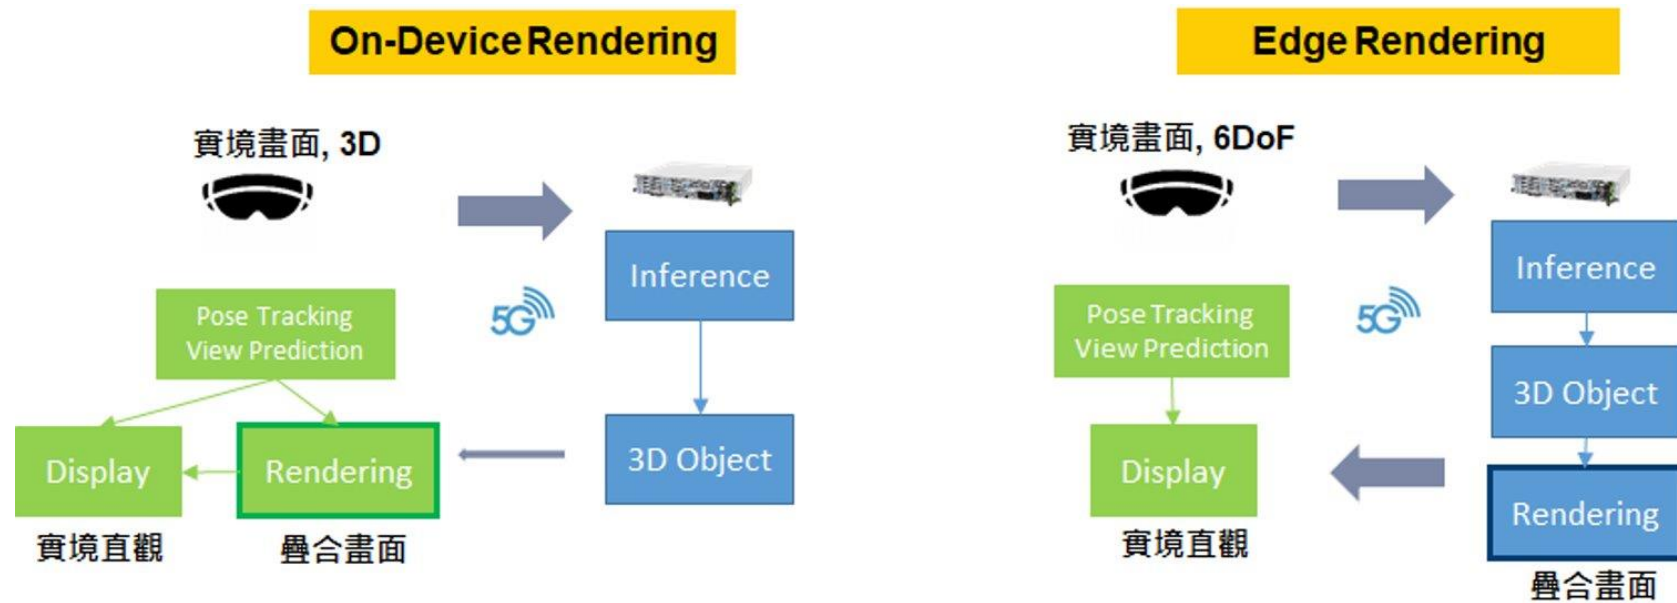 On-Device Rendering
實境畫面, 3D
Inference
5G
Pose Tracking
View Prediction
3D Object
Display
Rendering
實境直觀
疊合畫面
Edge Rendering
實境畫面, 6DoF
Inference
5G
Pose Tracking
View Prediction
3D Object
Display
Rendering
實境直觀
疊合畫面